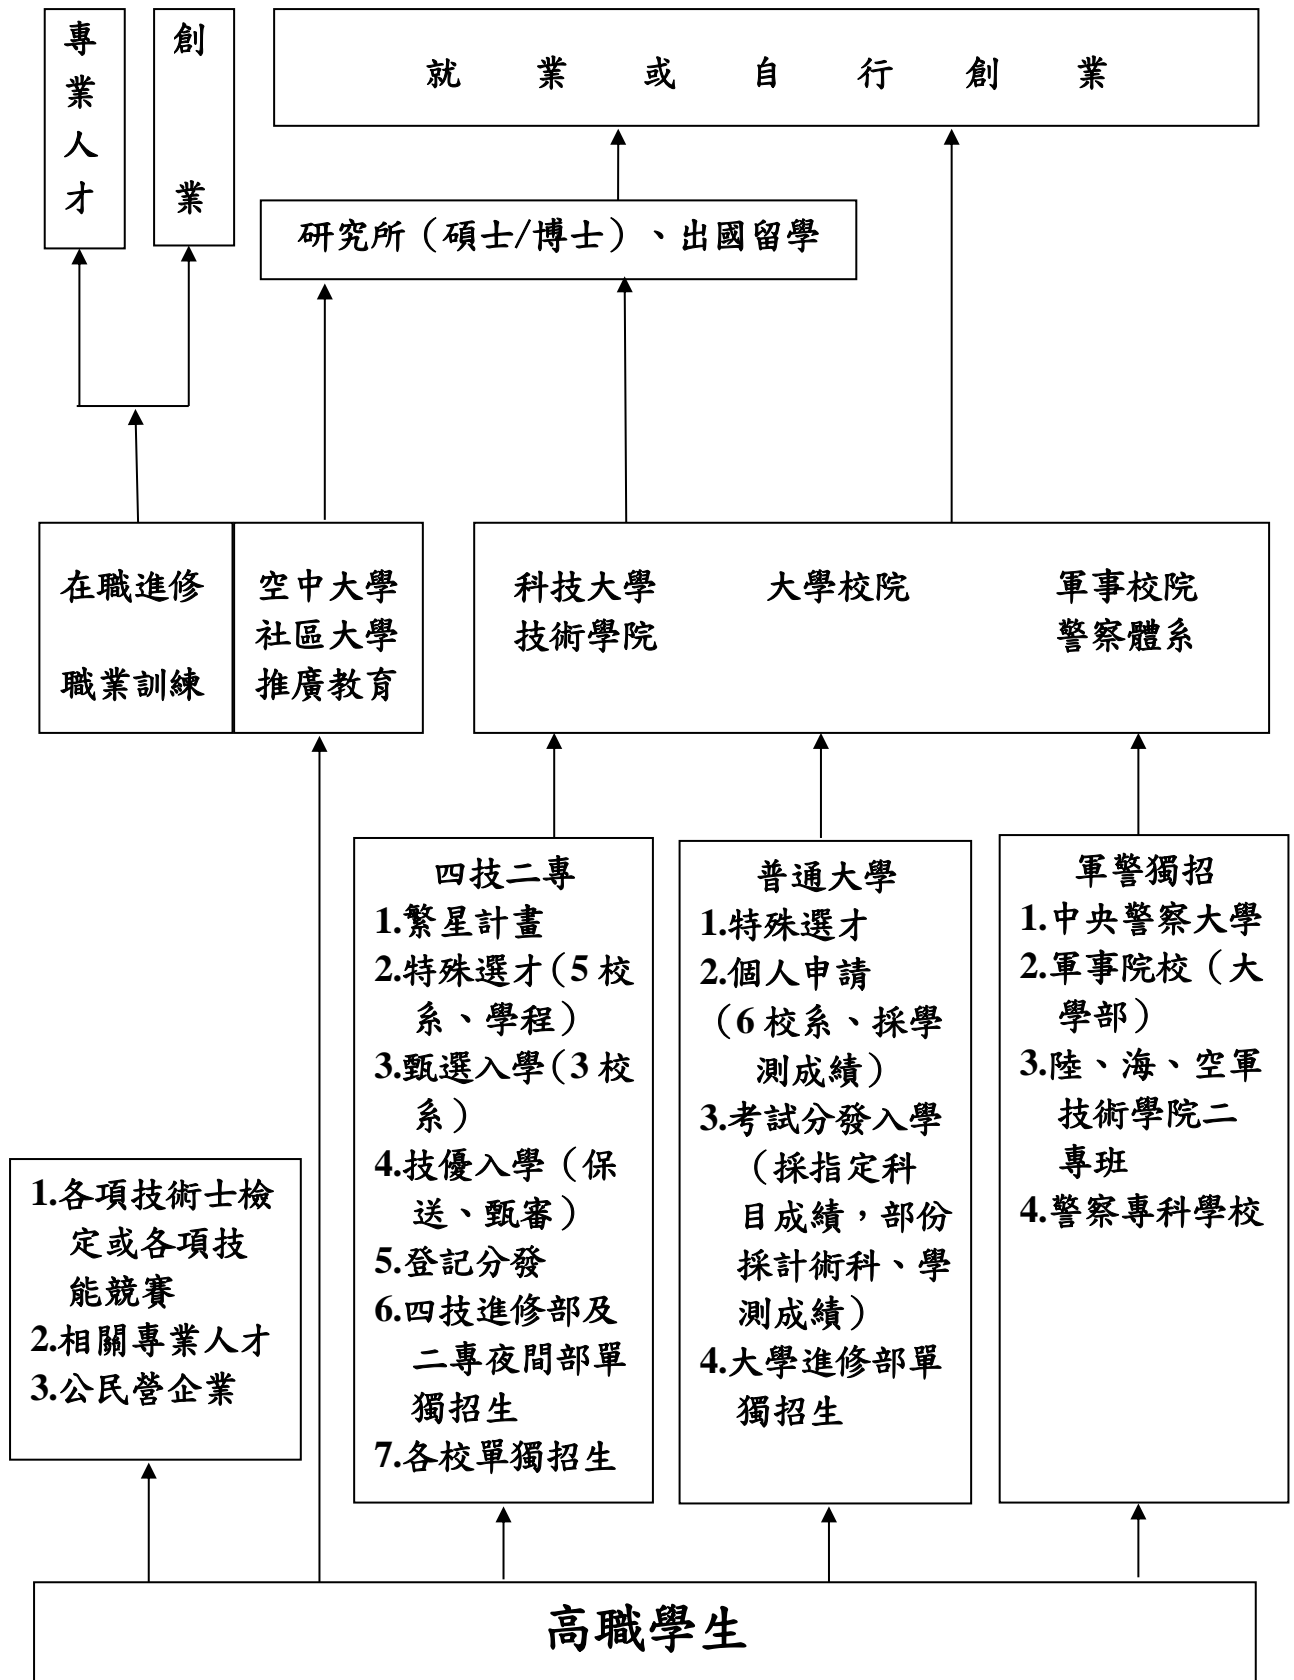 專業人才
創業
就業或自行創業
研究所（碩士/博士）、出國留學
在職進修
職業訓練
空中大學
社區大學
推廣教育
科技大學
技術學院
大學校院
軍事校院
警察體系
四技二專
1.繁星計畫
2.特殊選才（5 校
系、學程）
3.甄選入學（3 校
系）
4.技優入學（保
送、甄審）
5.登記分發
6.四技進修部及
二專夜間部單
獨招生
7.各校單獨招生
普通大學
1.特殊選才
2.個人申請
（6 校系、採學
測成績）
3.考試分發入學
（採指定科
目成績，部份
採計術科、學
測成績）
4.大學進修部單
獨招生
軍警獨招
1.中央警察大學
2.軍事院校（大
學部）
3.陸、海、空軍
技術學院二
專班
4.警察專科學校
1.各項技術士檢
定或各項技
能競賽
2.相關專業人才
3.公民營企業
高職學生